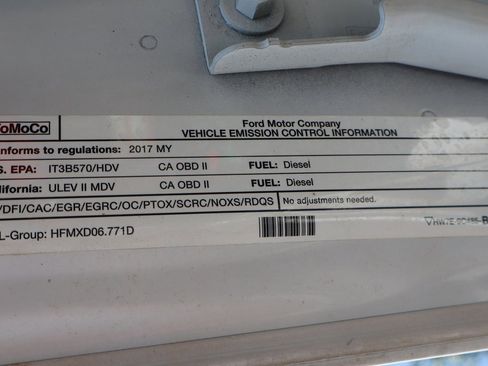 oMoCo
Ford Motor Company
VEHICLE EMISSION CONTROL INFORMATION
nforms to regulations: 2017 MY
S. EPA: IT3B570/HDV CA OBD II FUEL: Diesel
alifornia: ULEV II MDV CA OBD II FUEL: Diesel
/DFI/CAC/EGR/EGRC/OC/PTOX/SCRC/NOXS/RDQS No adjustments needed.
L-Group: HFMXD06.771D